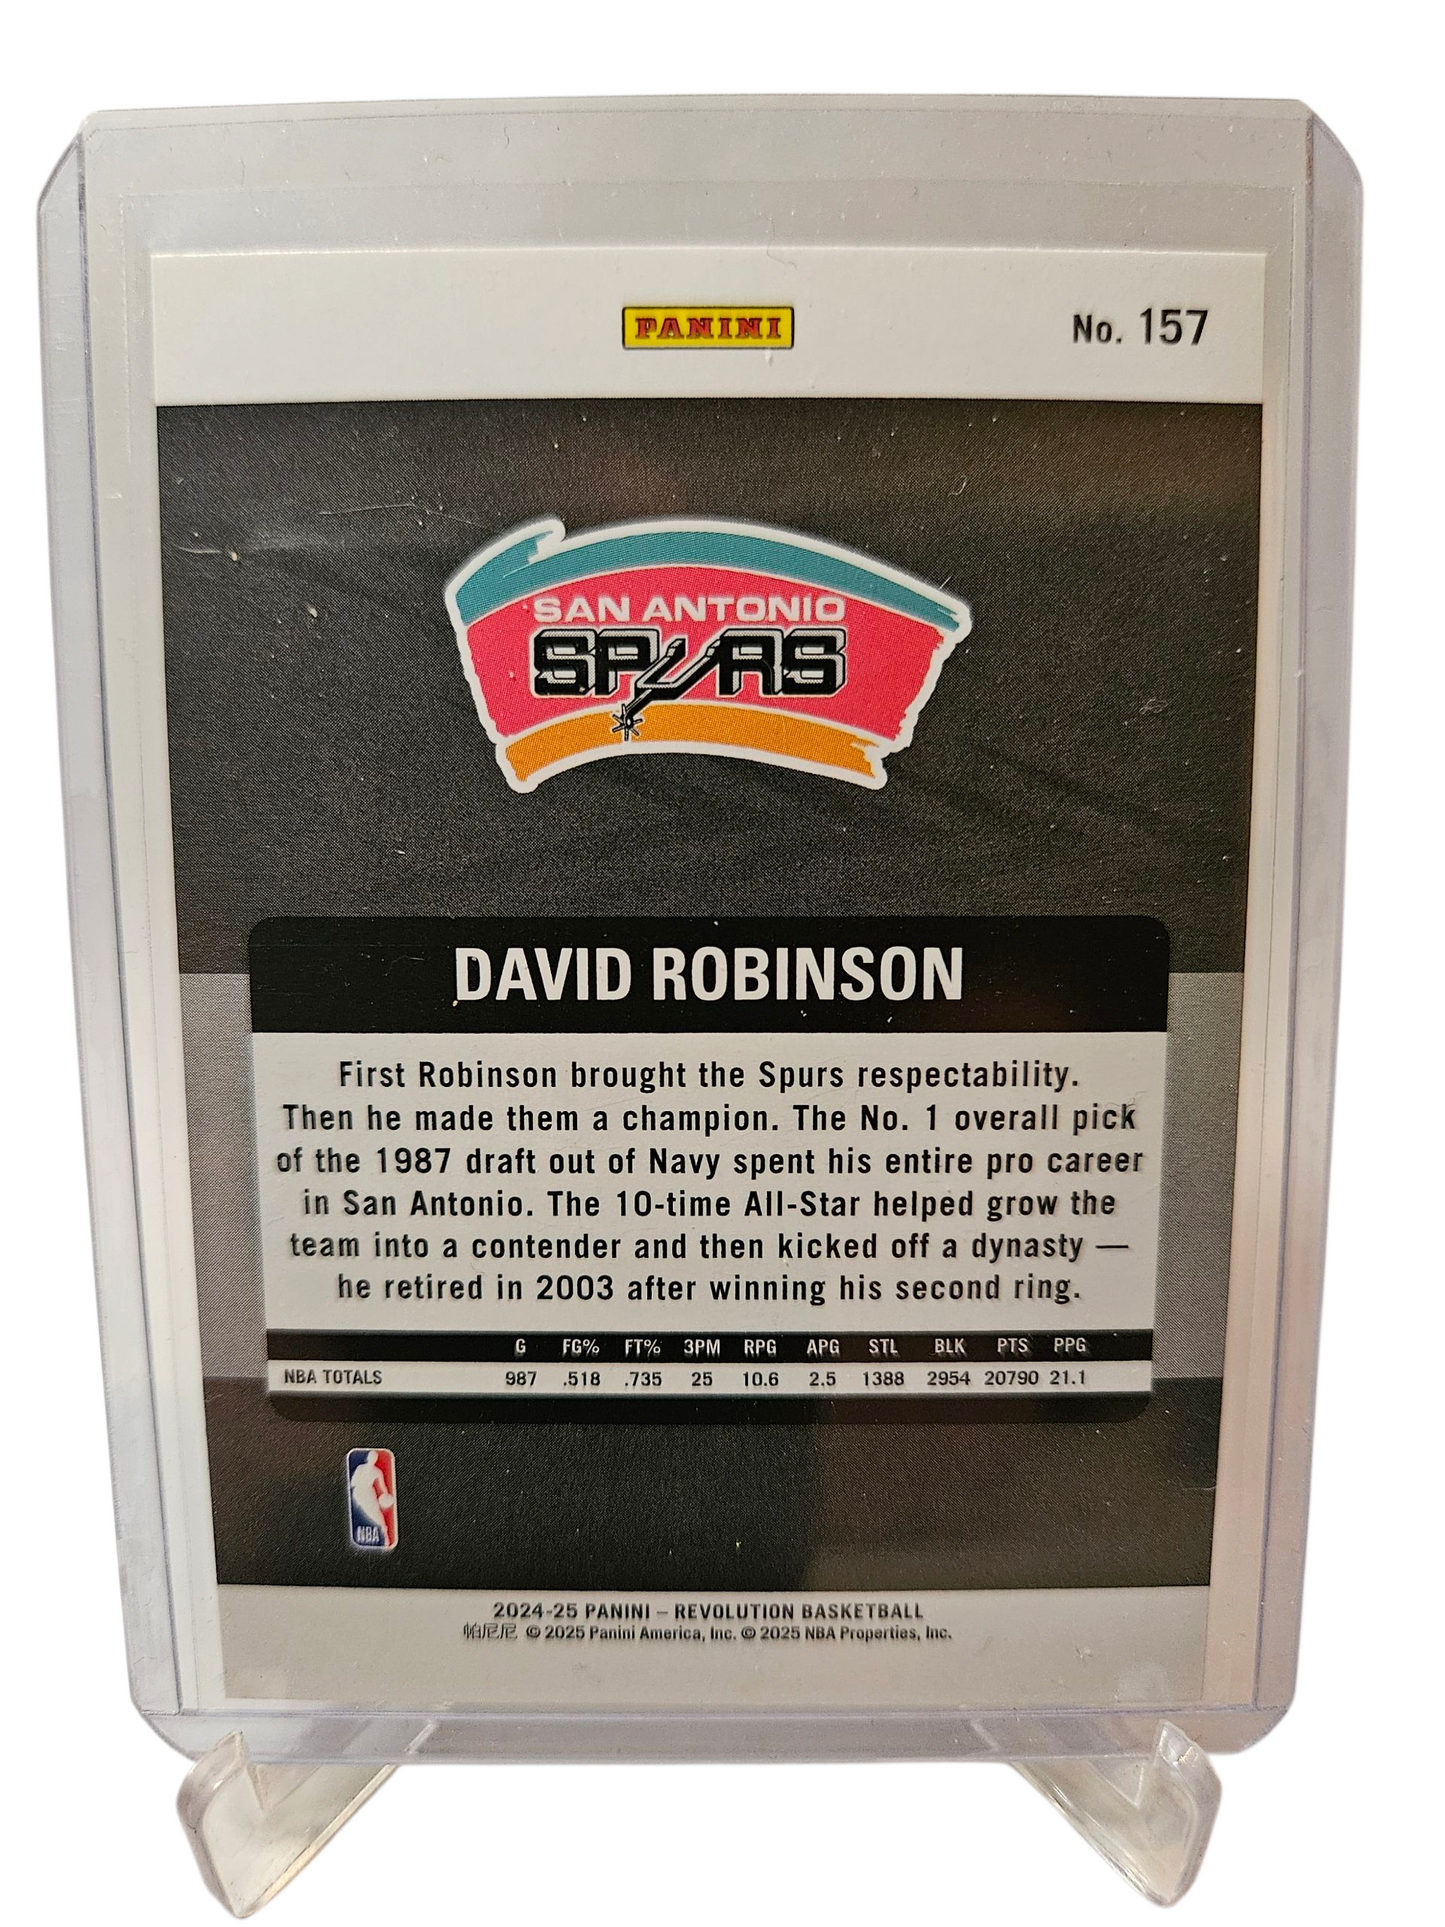 PANINI
No. 157
SAN ANTONIO
SPURS
DAVID ROBINSON
First Robinson brought the Spurs respectability.
Then he made them a champion. The No. 1 overall pick
of the 1987 draft out of Navy spent his entire pro career
in San Antonio. The 10-time All-Star helped grow the
team into a contender and then kicked off a dynasty —
he retired in 2003 after winning his second ring.
G FG% FT% 3PM RPG APG STL BLK PTS PPG
NBA TOTALS 987 .518 .735 25 10.6 2.5 1388 2954 20790 21.1
NBA
2024-25 PANINI – REVOLUTION BASKETBALL
帕尼尼 © 2025 Panini America, Inc. © 2025 NBA Properties, Inc.